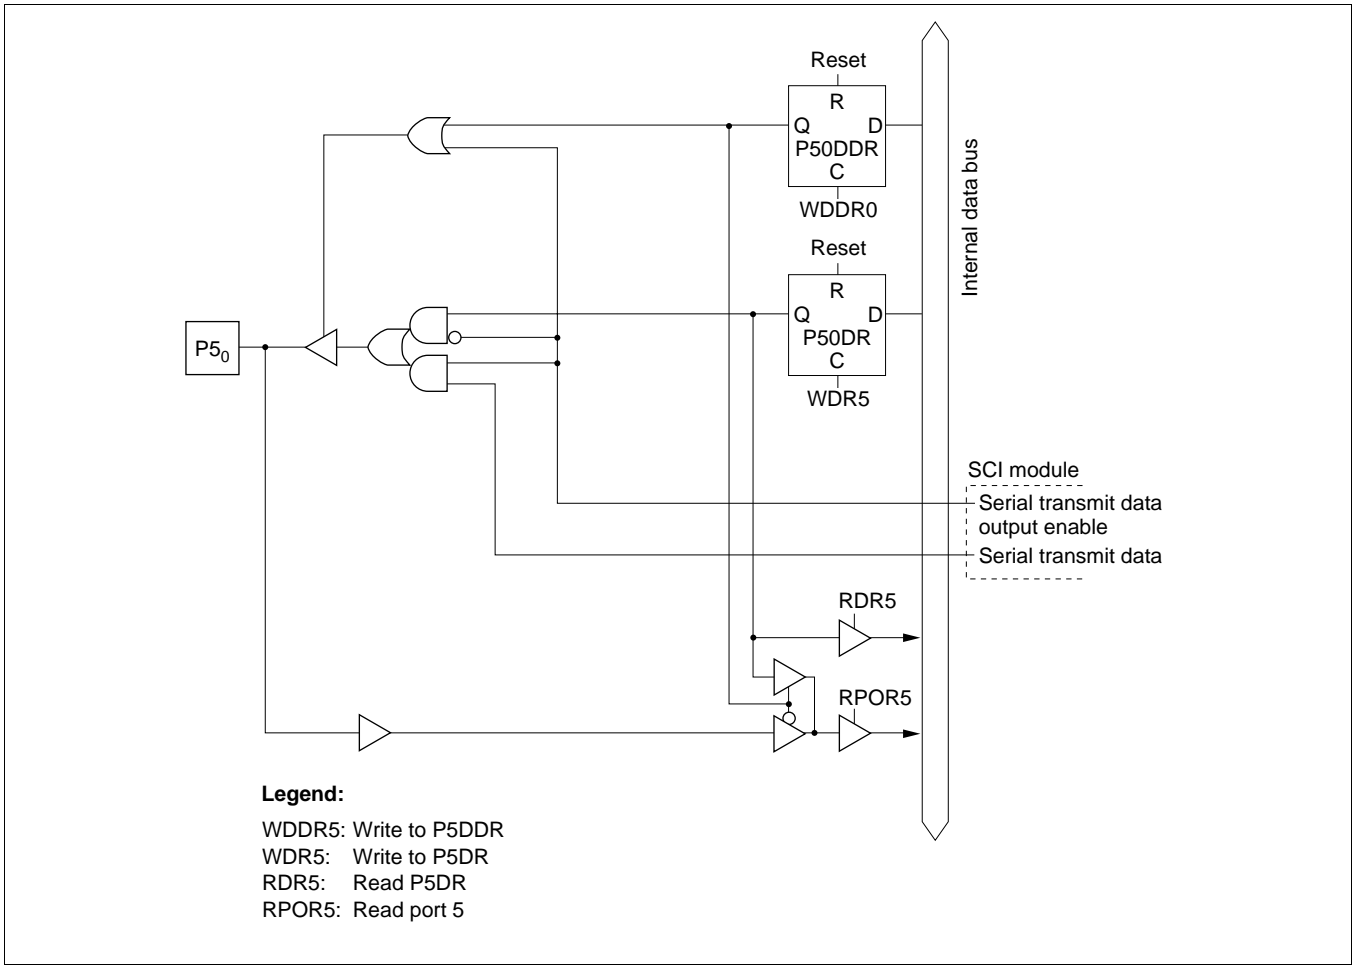 Reset
R
Q D
P50DDR
C
WDDR0
Internal data bus
Reset
R
Q D
P50DR
C
WDR5
P5₀
SCI module
Serial transmit data
output enable
Serial transmit data
RDR5
RPOR5
Legend:
WDDR5: Write to P5DDR
WDR5: Write to P5DR
RDR5: Read P5DR
RPOR5: Read port 5